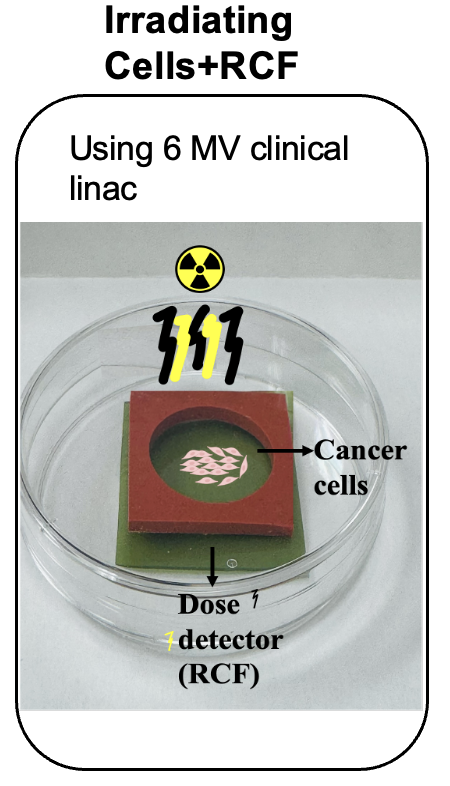 Irradiating
Cells+RCF
Using 6 MV clinical
linac
Cancer
cells
Dose
detector
(RCF)